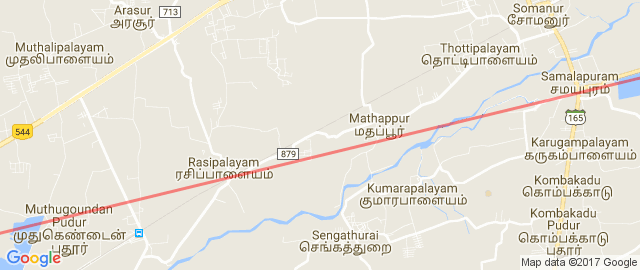 Arasur
அரசூர்
713
Somanur
சோமனூர்
Muthalipalayam
முதலிபாளையம்
Thottipalayam
தொட்டிபாளையம்
Samalapuram
சமயபுரம்
544
Mathappur
மதப்பூர்
165
879
Karugampalayam
கருகம்பாளையம்
Rasipalayam
ரசிப்பாளையம்
Kombakadu
கொம்பக்காடு
Kumarapalayam
குமாரபாளையம்
Muthugoundan
Pudur
முதுகெண்டைன்
புதூர்
Kombakadu
Pudur
கொம்பக்காடு
புதூர்
Sengathurai
செங்கத்துறை
Map data ©2017 Google